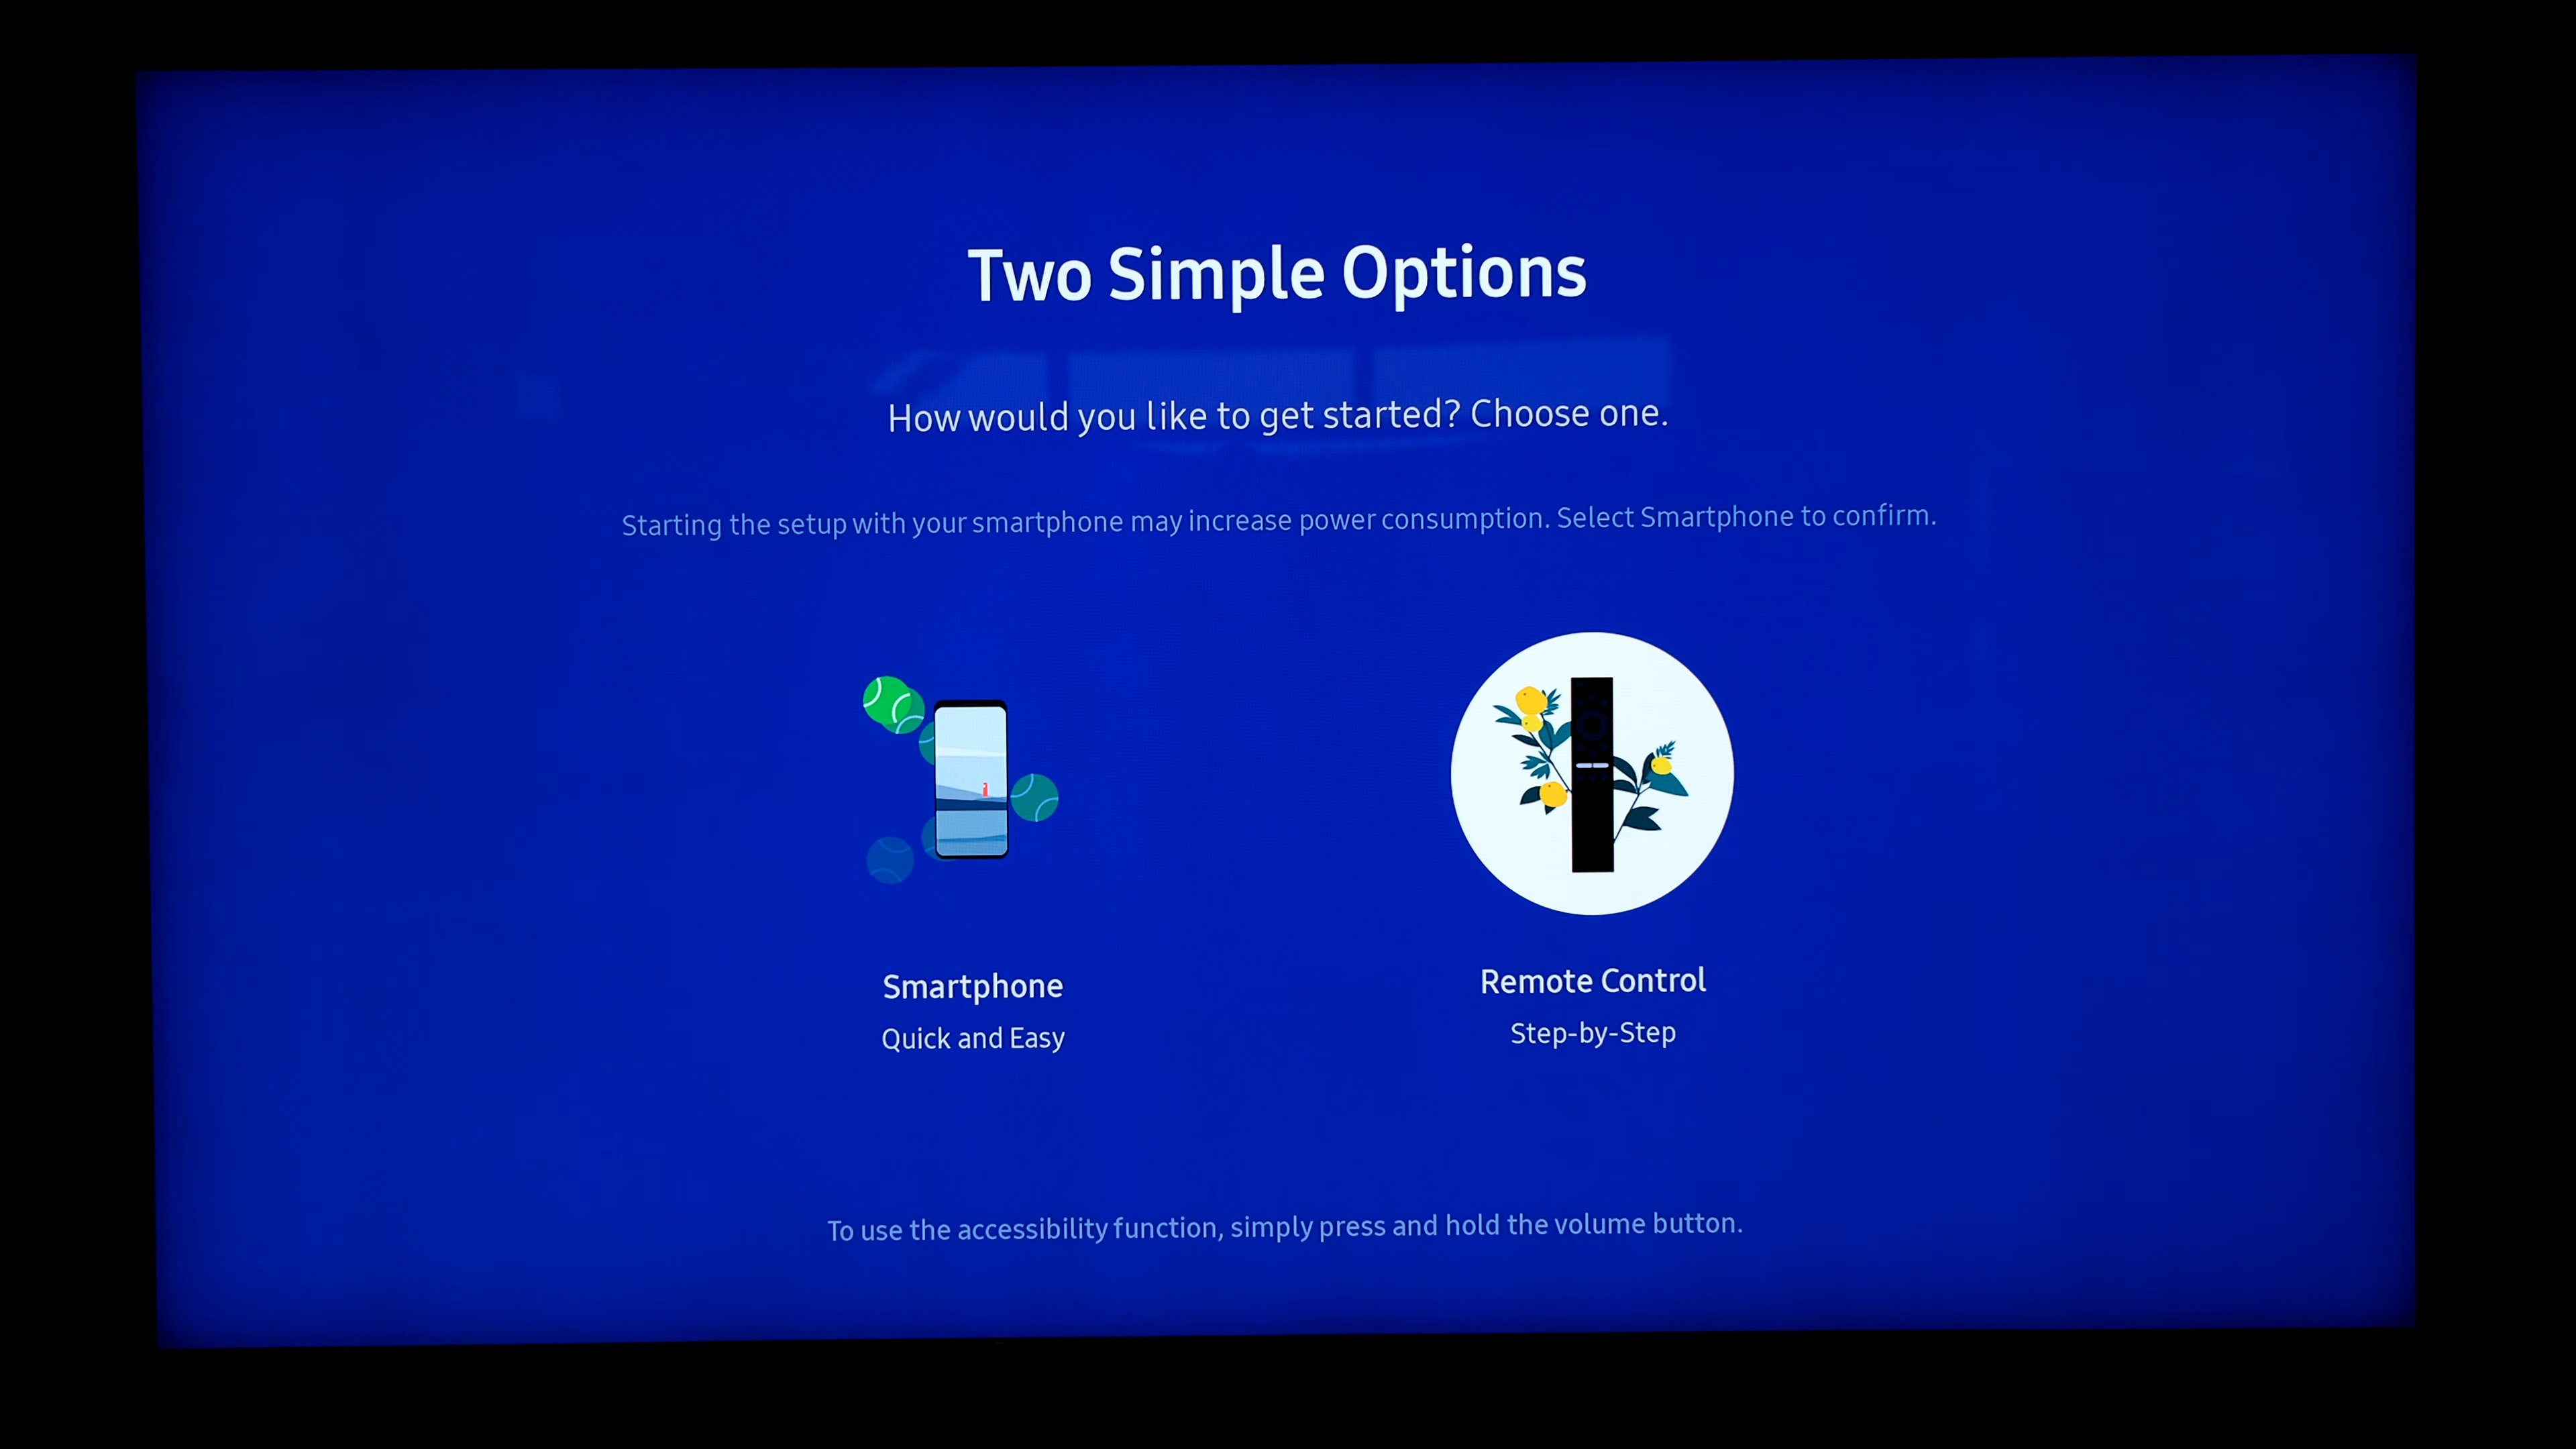 Two Simple Options
How would you like to get started? Choose one.
Starting the setup with your smartphone may increase power consumption. Select Smartphone to confirm.
Smartphone
Quick and Easy
Remote Control
Step-by-Step
To use the accessibility function, simply press and hold the volume button.